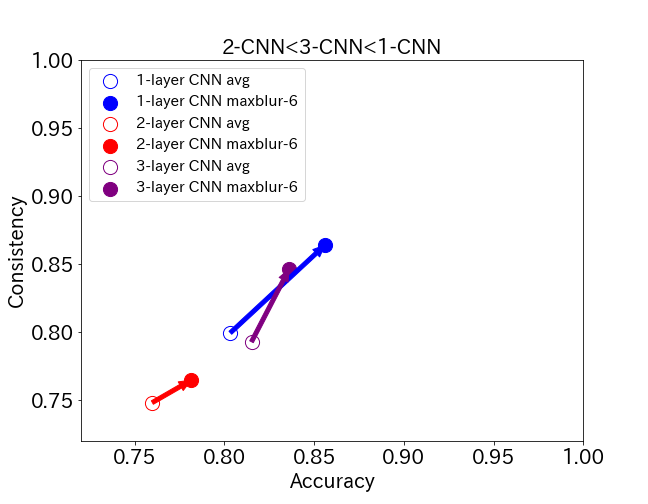 2-CNN<3-CNN<1-CNN
1.00
0.95
0.90
0.85
0.80
0.75
Consistency
1-layer CNN avg
1-layer CNN maxblur-6
2-layer CNN avg
2-layer CNN maxblur-6
3-layer CNN avg
3-layer CNN maxblur-6
0.75 0.80 0.85 0.90 0.95 1.00
Accuracy